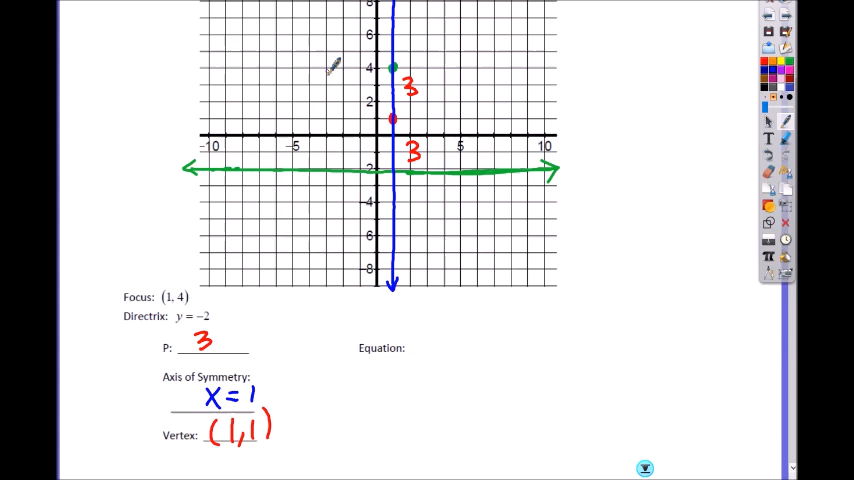 8
6
4
3
2
-10 -5 5 10
3
-2
-4
-6
-8
Focus: (1, 4)
Directrix: y = -2
P: 3 Equation:
Axis of Symmetry:
x = 1
Vertex: (1,1)
T
π